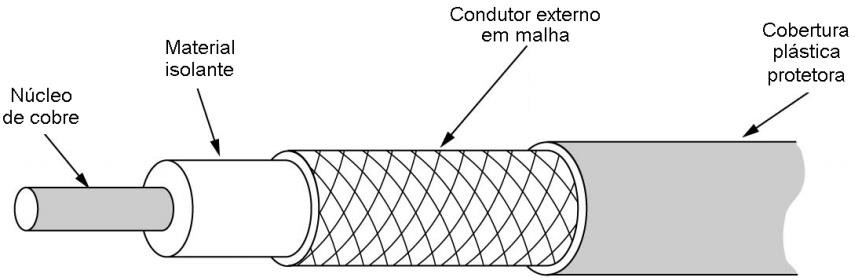 Núcleo
de cobre
Material
isolante
Condutor externo
em malha
Cobertura
plástica
protetora